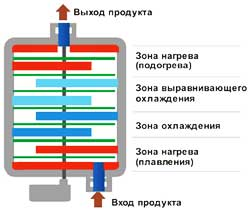 Выход продукта
Зона нагрева
(подогрева)
Зона выравнивающего
охлаждения
Зона охлаждения
Зона нагрева
(плавления)
Вход продукта